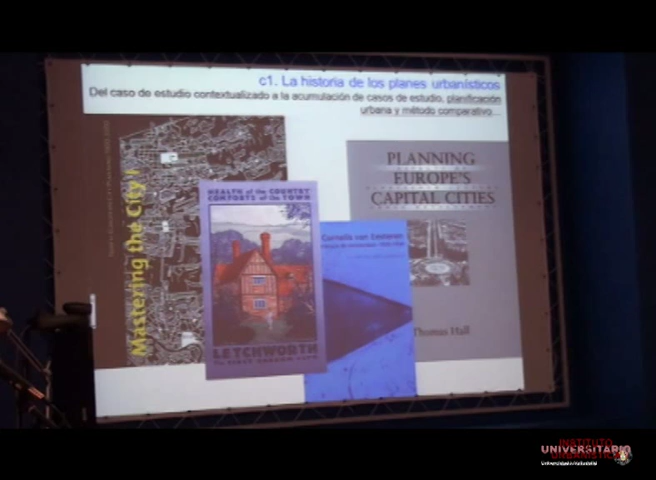 c1. La historia de los planes urbanísticos
Del caso de estudio contextualizado a la acumulación de casos de estudio, planificación
urbana y método comparativo...
Mastering the City I
HEALTH of the COUNTRY
COMFORTS of the TOWN
LETCHWORTH
Cornelis van Eesteren
PLANNING
EUROPE'S
CAPITAL CITIES
Thomas Hall
INSTITUTO
UNIVERSITARIO